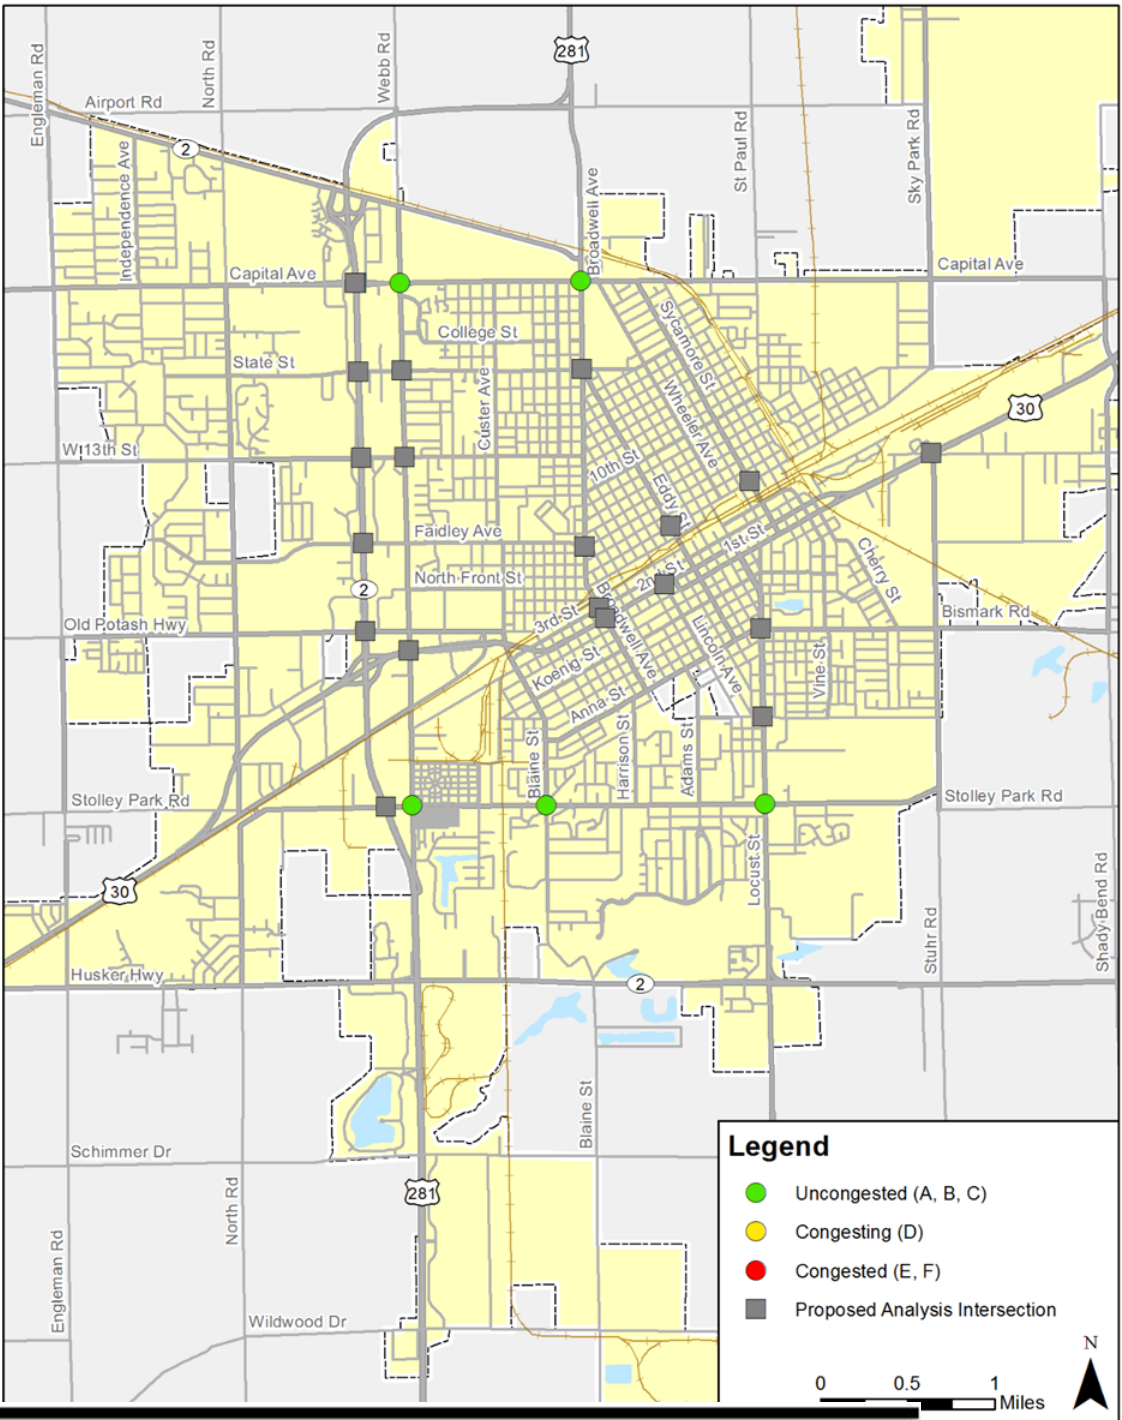 281
Engleman Rd
North Rd
Webb Rd
Airport Rd
St Paul Rd
Sky Park Rd
2
Independence Ave
Broadwell Ave
Capital Ave
Capital Ave
College St
Sycamore St
State St
Custer Ave
Wheeler Ave
30
W 13th St
10th St
Eddy St
Faidley Ave
1st St
Cherry St
North Front St
2nd St
2
3rd St
Broadwell Ave
Bismark Rd
Old Potash Hwy
Lincoln Ave
Koenig St
Vine St
Anna St
Blaine St
Harrison St
Adams St
Stolley Park Rd
Stolley Park Rd
Locust St
30
Stuhr Rd
Shady Bend Rd
Husker Hwy
2
Blaine St
Schimmer Dr
281
North Rd
Engleman Rd
Wildwood Dr
Legend
Uncongested (A, B, C)
Congesting (D)
Congested (E, F)
Proposed Analysis Intersection
N
0 0.5 1
Miles